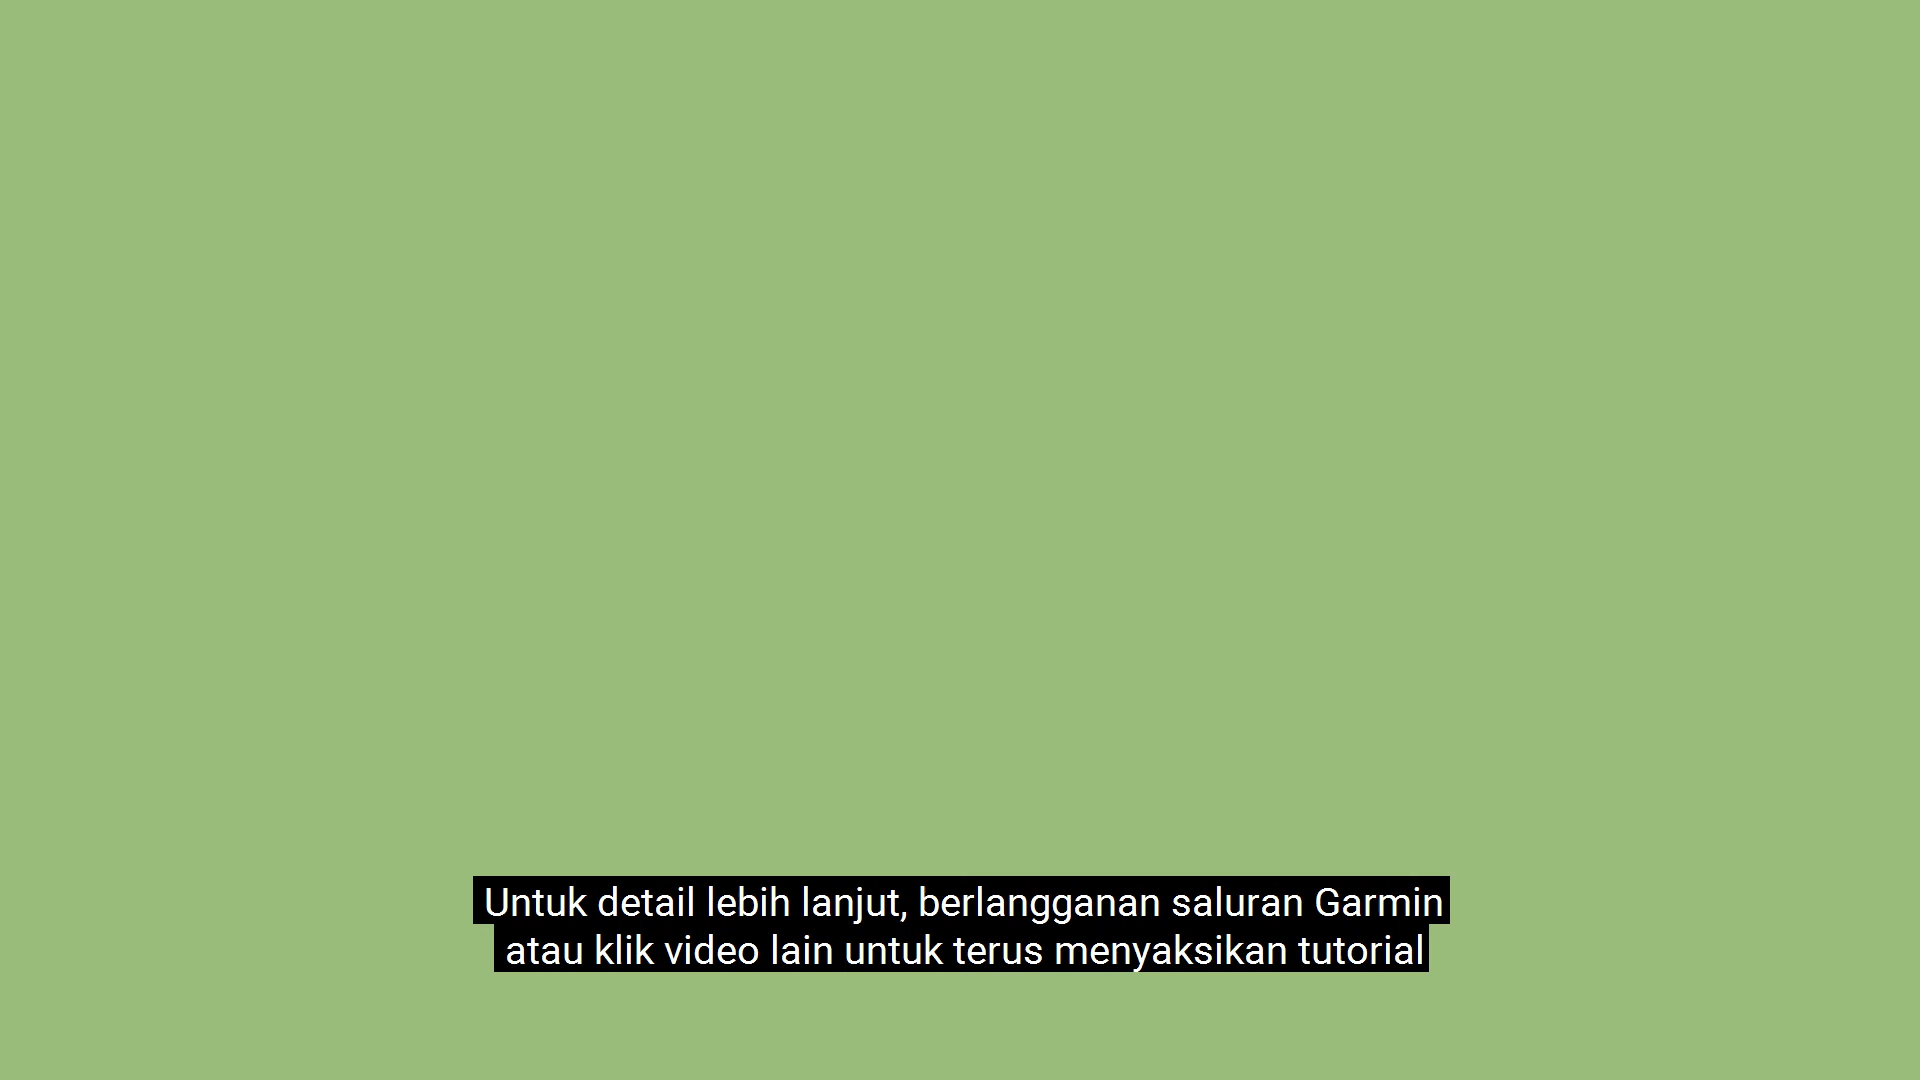 Untuk detail lebih lanjut, berlangganan saluran Garmin
atau klik video lain untuk terus menyaksikan tutorial